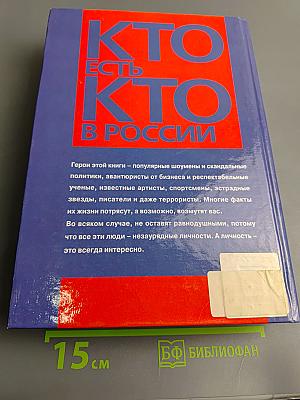 КТО
ЕСТЬ
КТО
В РОССИИ
Герои этой книги – популярные шоумены и скандальные
политики, авантюристы от бизнеса и респектабельные
ученые, известные артисты, спортсмены, эстрадные
звезды, писатели и даже террористы. Многие факты
их жизни потрясут, а возможно, возмутят вас.
Во всяком случае, не оставят равнодушными, потому
что все эти люди – незаурядные личности. А личность –
это всегда интересно.
15 см
БФ БИБЛИОФАН